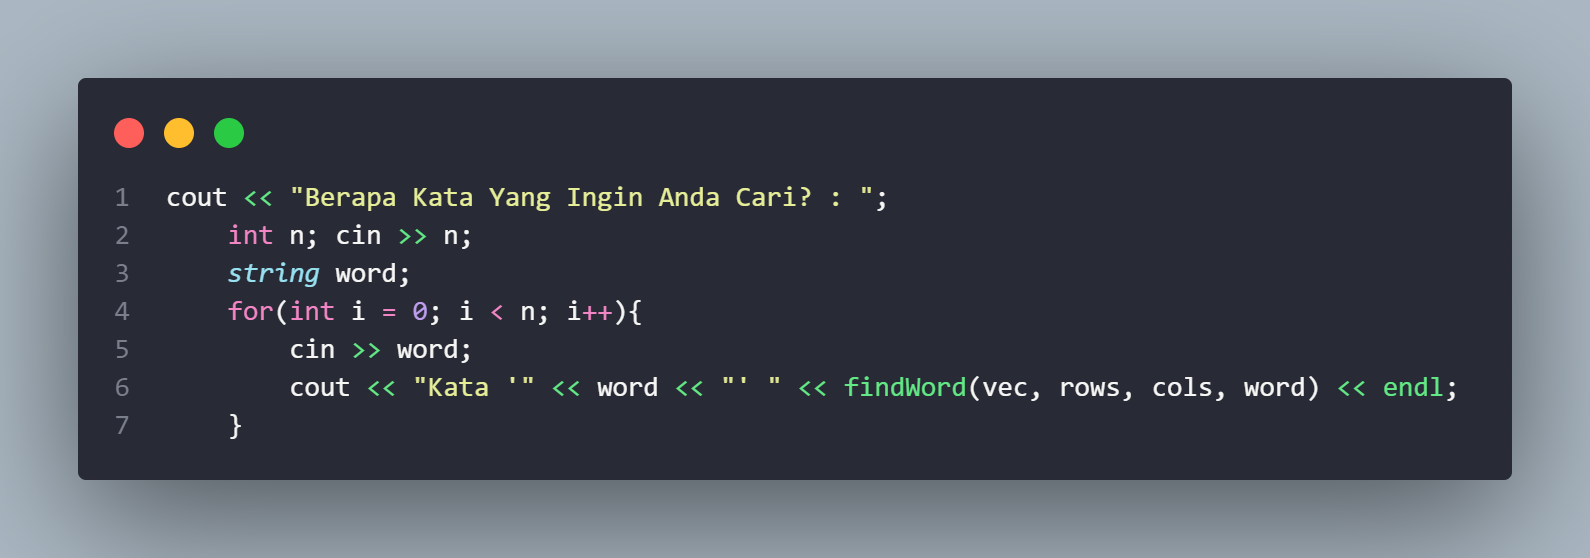 1 cout << "Berapa Kata Yang Ingin Anda Cari? : ";
2     int n; cin >> n;
3     string word;
4     for(int i = 0; i < n; i++){
5         cin >> word;
6         cout << "Kata '" << word << "' " << findWord(vec, rows, cols, word) << endl;
7     }